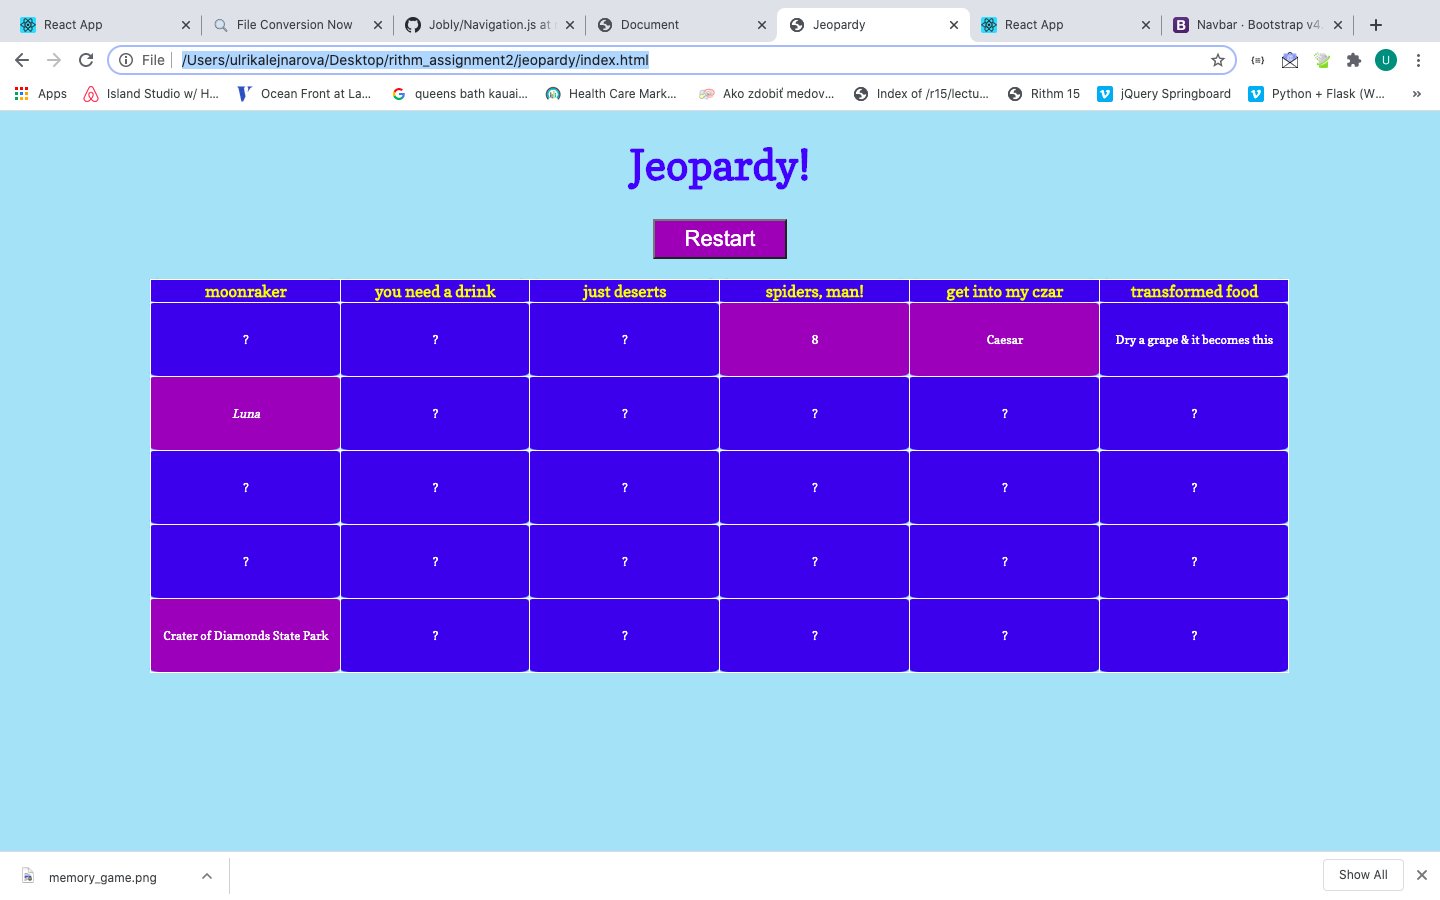 React App
File Conversion Now
Jobly/Navigation.js at
Document
Jeopardy
React App
Navbar · Bootstrap v4.
File /Users/ulrikalejnarova/Desktop/rithm_assignment2/jeopardy/index.html
U
Apps
Island Studio w/ H...
Ocean Front at La...
queens bath kauai...
Health Care Mark...
Ako zdobiť medov...
Index of /r15/lectu...
Rithm 15
jQuery Springboard
Python + Flask (W...
Jeopardy!
Restart
moonraker you need a drink just deserts spiders, man! get into my czar transformed food
? ? ? 8 Caesar Dry a grape & it becomes this
Luna ? ? ? ? ?
? ? ? ? ? ?
? ? ? ? ? ?
Crater of Diamonds State Park ? ? ? ? ?
memory_game.png
Show All